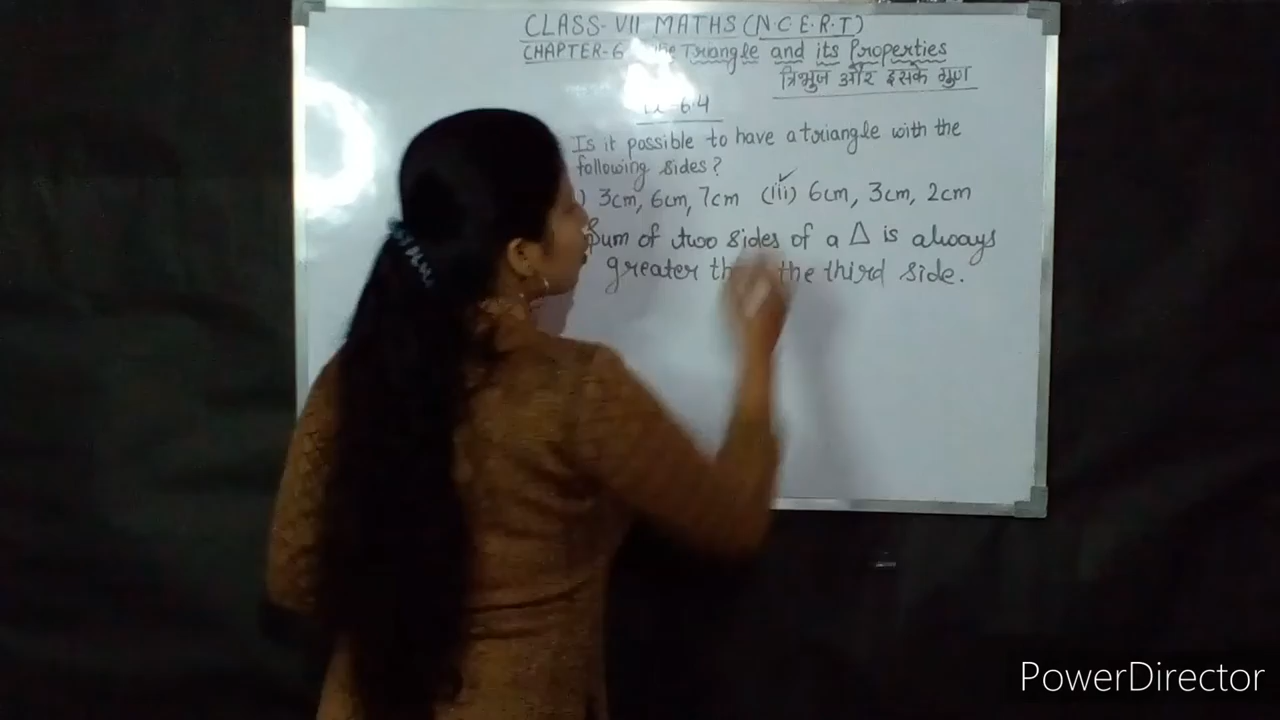 CLASS- VII MATHS (N.C.E.R.T)
CHAPTER-6 The Triangle and its Properties
त्रिभुज और इसके गुण
6.4
Is it possible to have a triangle with the
following sides?
) 3cm, 6cm, 7cm (iii) 6cm, 3cm, 2cm
Sum of two sides of a Δ is always
greater the third side.
PowerDirector